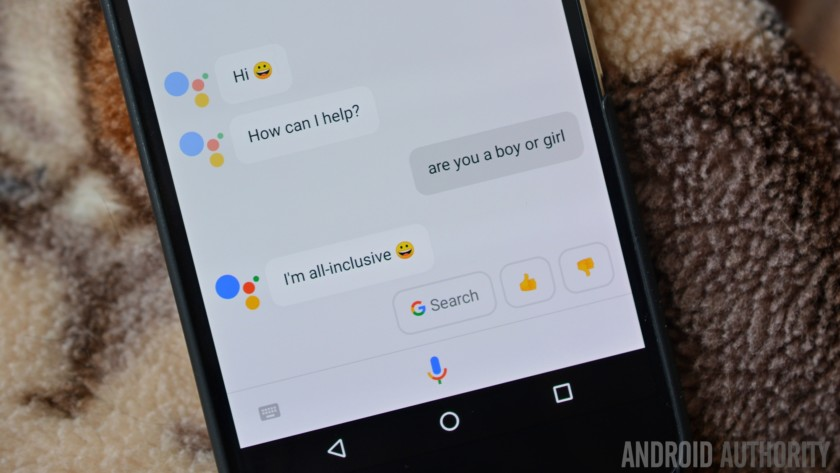 Hi 😀
How can I help?
are you a boy or girl
I'm all-inclusive 😀
G Search 👍 👎
ANDROID AUTHORITY